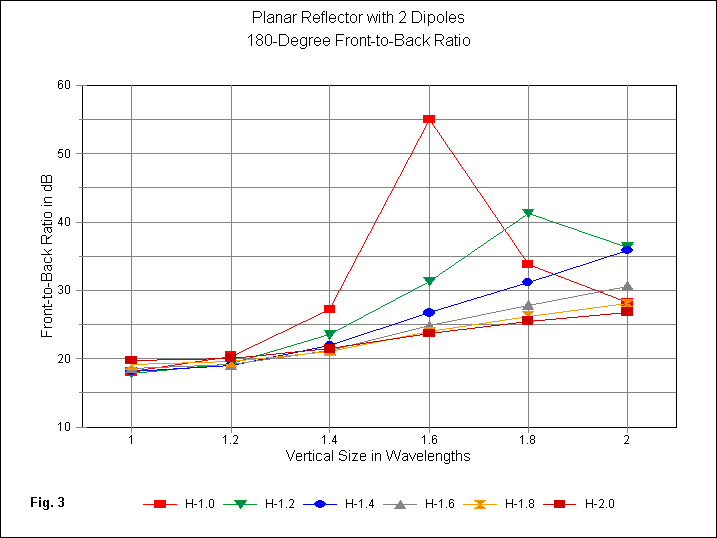 Planar Reflector with 2 Dipoles
180-Degree Front-to-Back Ratio
Front-to-Back Ratio in dB
60
50
40
30
20
10
1 1.2 1.4 1.6 1.8 2
Vertical Size in Wavelengths
Fig. 3
H-1.0 H-1.2 H-1.4 H-1.6 H-1.8 H-2.0